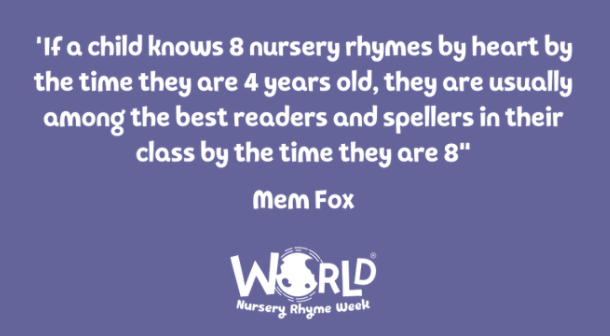 'If a child knows 8 nursery rhymes by heart by
the time they are 4 years old, they are usually
among the best readers and spellers in their
class by the time they are 8"
Mem Fox
WORLD®
Nursery Rhyme Week